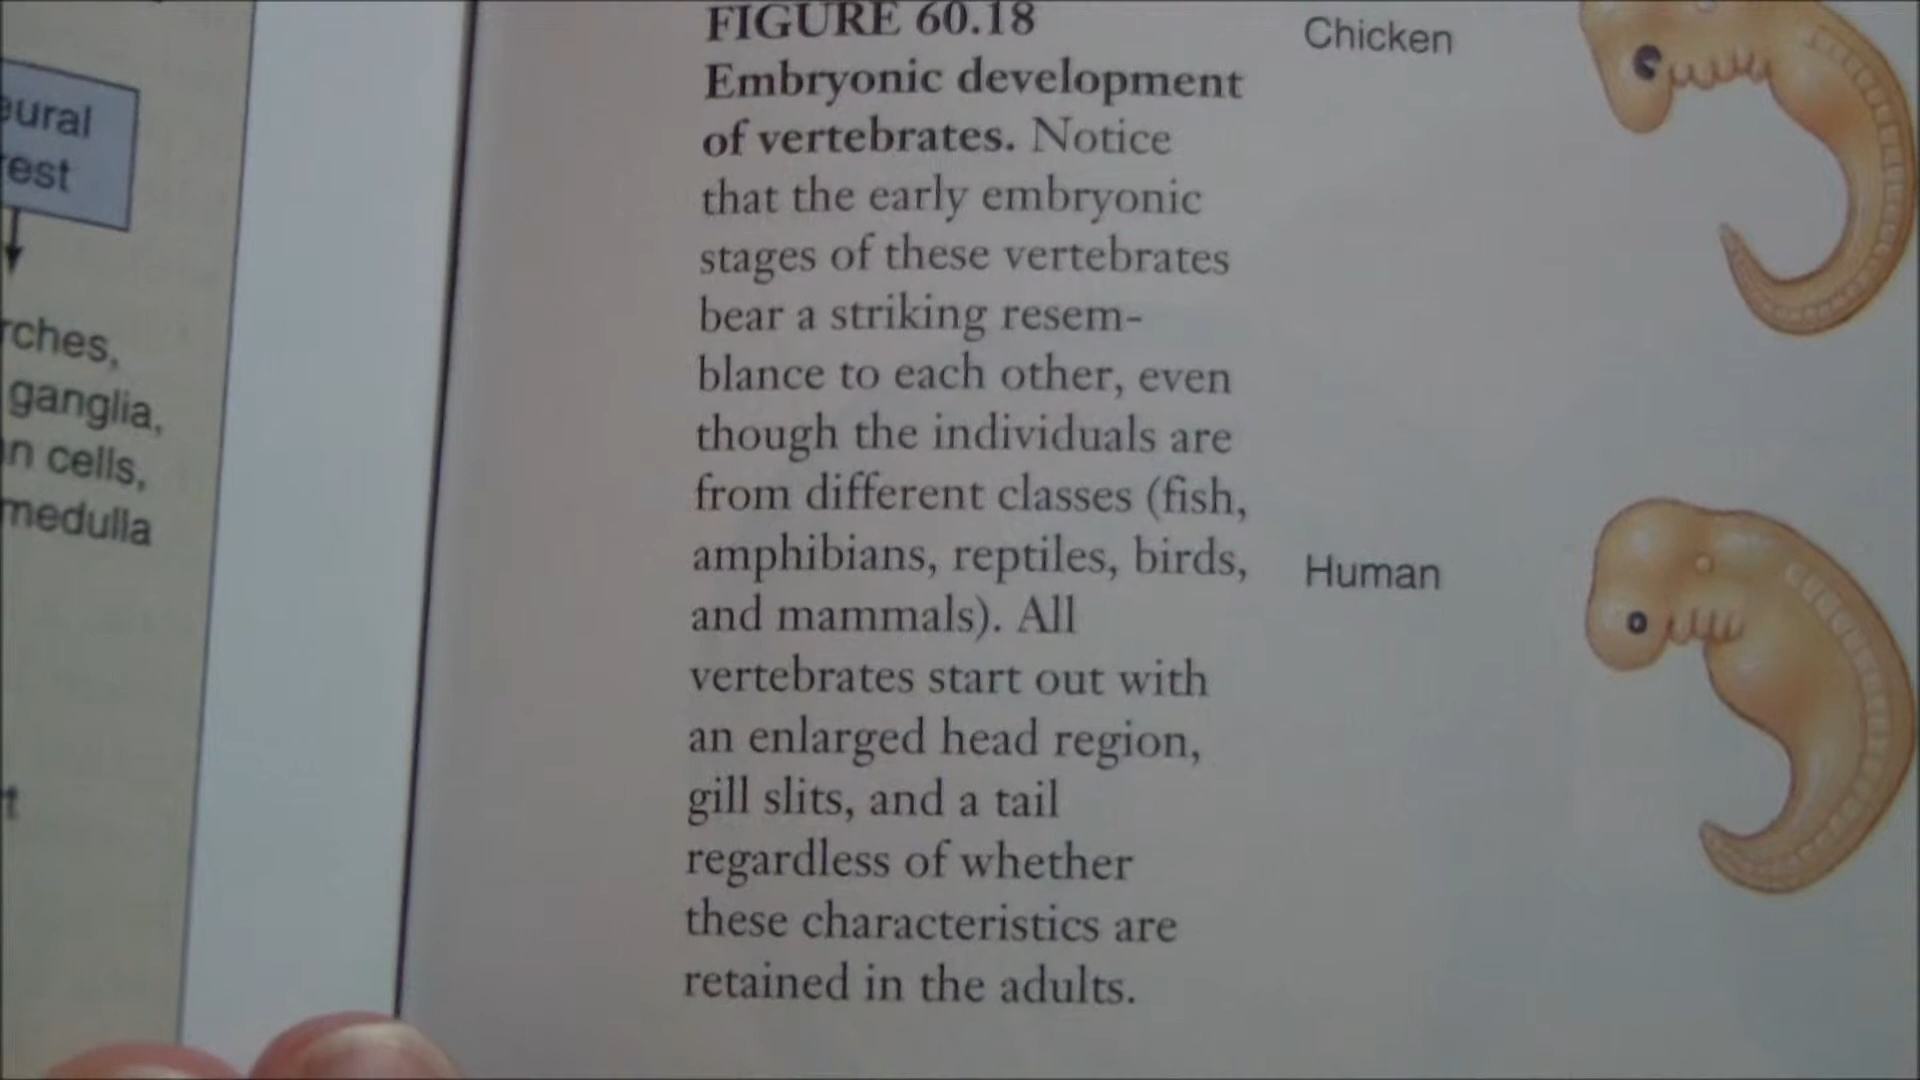 FIGURE 60.18
Embryonic development
of vertebrates. Notice
that the early embryonic
stages of these vertebrates
bear a striking resem-
blance to each other, even
though the individuals are
from different classes (fish,
amphibians, reptiles, birds,
and mammals). All
vertebrates start out with
an enlarged head region,
gill slits, and a tail
regardless of whether
these characteristics are
retained in the adults.
Chicken
Human
ganglia,
cells,
medulla